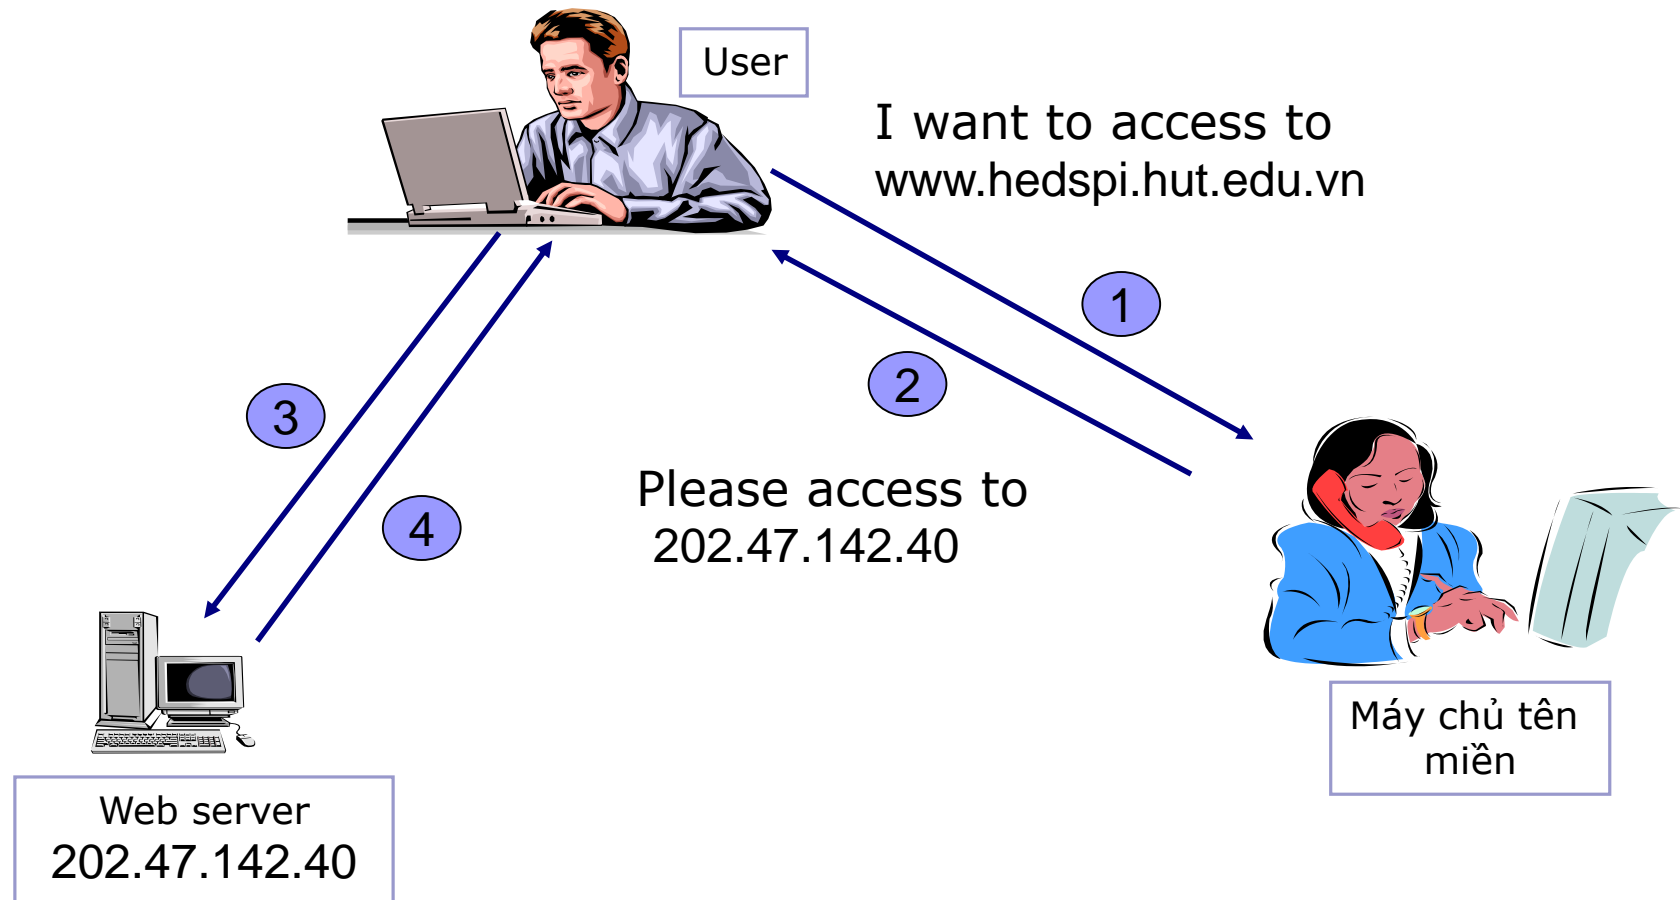 User
I want to access to
www.hedspi.hut.edu.vn
1
2
3
Please access to
202.47.142.40
4
Máy chủ tên
miền
Web server
202.47.142.40